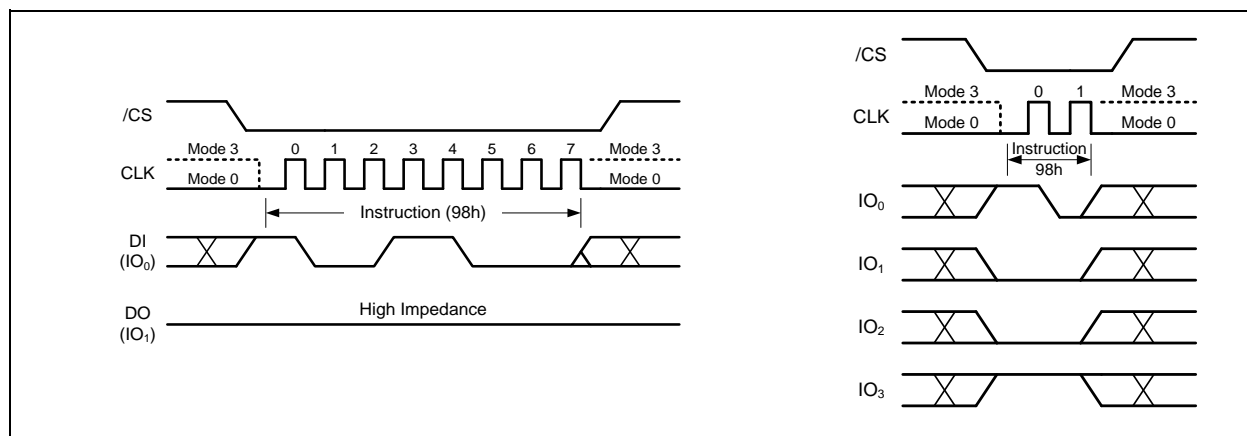 /CS
Mode 3 0 1 2 3 4 5 6 7 Mode 3
CLK Mode 0 Mode 0
Instruction (98h)
DI
(IO₀)
DO
(IO₁)
High Impedance
/CS
Mode 3 0 1 Mode 3
CLK Mode 0 Mode 0
Instruction
98h
IO₀
IO₁
IO₂
IO₃